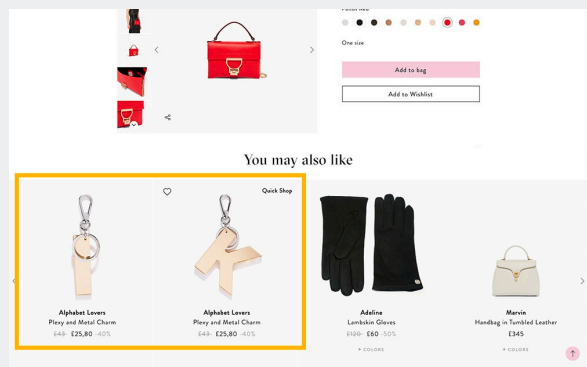 One size
Add to bag
Add to Wishlist
You may also like
Quick Shop
Alphabet Lovers
Plexy and Metal Charm
£43 £25,80 -40%
Alphabet Lovers
Plexy and Metal Charm
£43 £25,80 -40%
Adeline
Lambskin Gloves
£120 £60 -50%
+ COLORS
Marvin
Handbag in Tumbled Leather
£345
+ COLORS